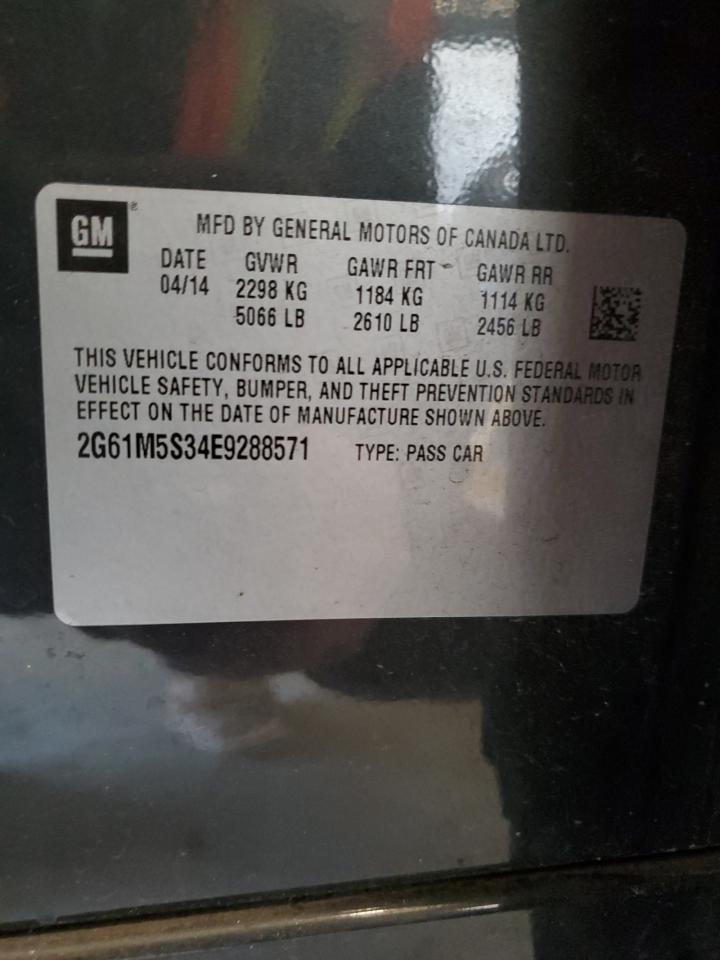 GM ®
MFD BY GENERAL MOTORS OF CANADA LTD.
DATE GVWR GAWR FRT GAWR RR
04/14 2298 KG 1184 KG 1114 KG
5066 LB 2610 LB 2456 LB
THIS VEHICLE CONFORMS TO ALL APPLICABLE U.S. FEDERAL MOTOR
VEHICLE SAFETY, BUMPER, AND THEFT PREVENTION STANDARDS IN
EFFECT ON THE DATE OF MANUFACTURE SHOWN ABOVE.
2G61M5S34E9288571 TYPE: PASS CAR